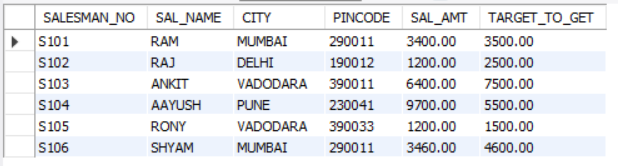 SALESMAN_NO SAL_NAME CITY PINCODE SAL_AMT TARGET_TO_GET
S101 RAM MUMBAI 290011 3400.00 3500.00
S102 RAJ DELHI 190012 1200.00 2500.00
S103 ANKIT VADODARA 390011 6400.00 7500.00
S104 AAYUSH PUNE 230041 9700.00 5500.00
S105 RONY VADODARA 390033 1200.00 1500.00
S106 SHYAM MUMBAI 290011 3460.00 4600.00